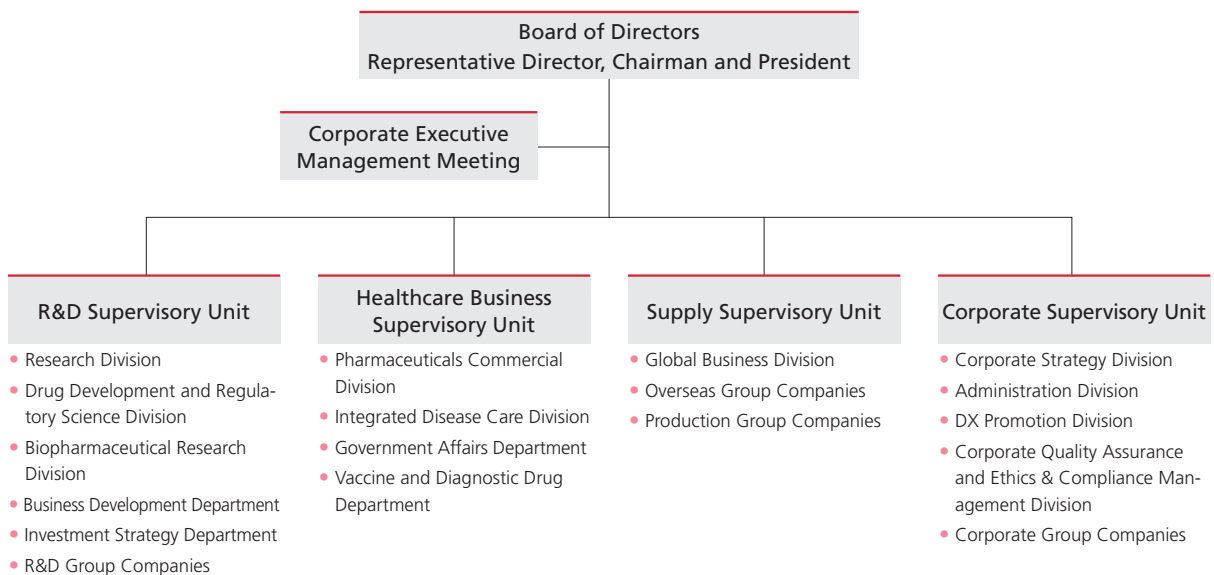 Board of Directors
Representative Director, Chairman and President
Corporate Executive
Management Meeting
R&D Supervisory Unit
• Research Division
• Drug Development and Regula-
tory Science Division
• Biopharmaceutical Research
Division
• Business Development Department
• Investment Strategy Department
• R&D Group Companies
Healthcare Business
Supervisory Unit
• Pharmaceuticals Commercial
Division
• Integrated Disease Care Division
• Government Affairs Department
• Vaccine and Diagnostic Drug
Department
Supply Supervisory Unit
• Global Business Division
• Overseas Group Companies
• Production Group Companies
Corporate Supervisory Unit
• Corporate Strategy Division
• Administration Division
• DX Promotion Division
• Corporate Quality Assurance
and Ethics & Compliance Man-
agement Division
• Corporate Group Companies